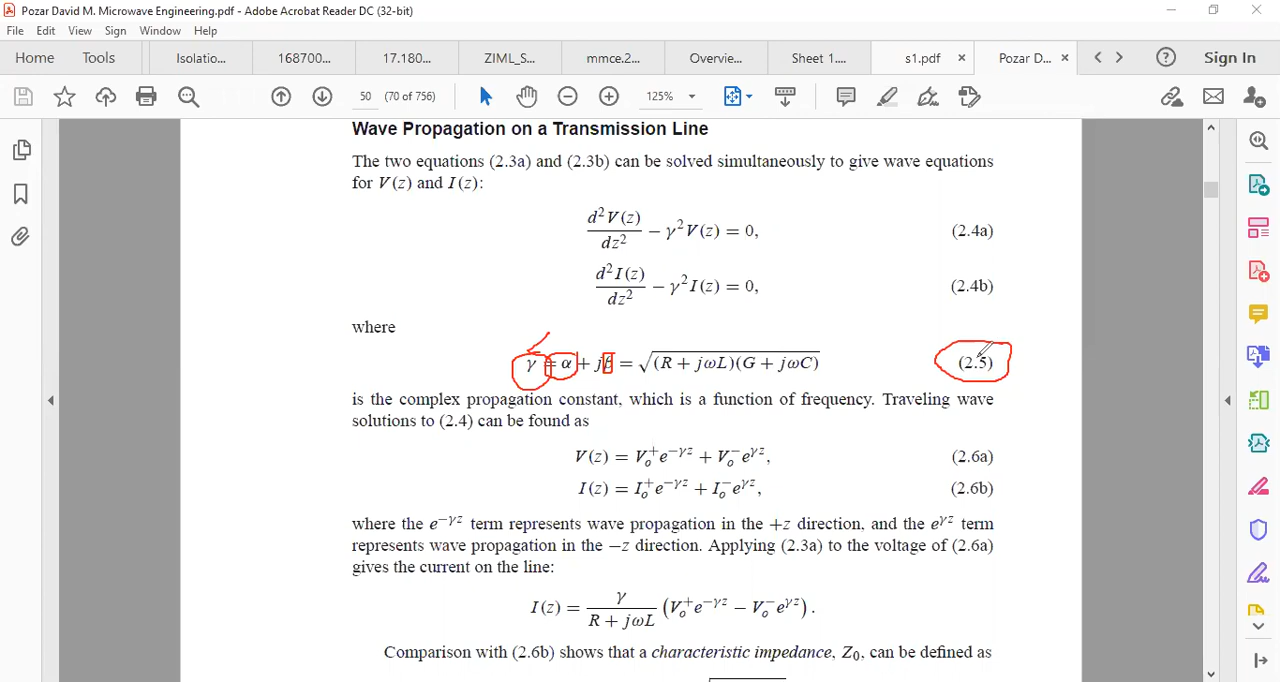 Pozar David M. Microwave Engineering.pdf - Adobe Acrobat Reader DC (32-bit)
File Edit View Sign Window Help
Home Tools Isolatio... 168700... 17.180... ZIML_S... mmce.2... Overvie... Sheet 1.... s1.pdf × Pozar D... × Sign In
50 (70 of 756) 125%
Wave Propagation on a Transmission Line
The two equations (2.3a) and (2.3b) can be solved simultaneously to give wave equations
for V(z) and I(z):
d²V(z)/dz² − γ²V(z) = 0, (2.4a)
d²I(z)/dz² − γ²I(z) = 0, (2.4b)
where
γ = α + jβ = √(R + jωL)(G + jωC) (2.5)
is the complex propagation constant, which is a function of frequency. Traveling wave
solutions to (2.4) can be found as
V(z) = V₀⁺e^−γz + V₀⁻e^γz, (2.6a)
I(z) = I₀⁺e^−γz + I₀⁻e^γz, (2.6b)
where the e^−γz term represents wave propagation in the +z direction, and the e^γz term
represents wave propagation in the −z direction. Applying (2.3a) to the voltage of (2.6a)
gives the current on the line:
I(z) = γ/(R + jωL) (V₀⁺e^−γz − V₀⁻e^γz).
Comparison with (2.6b) shows that a characteristic impedance, Z₀, can be defined as